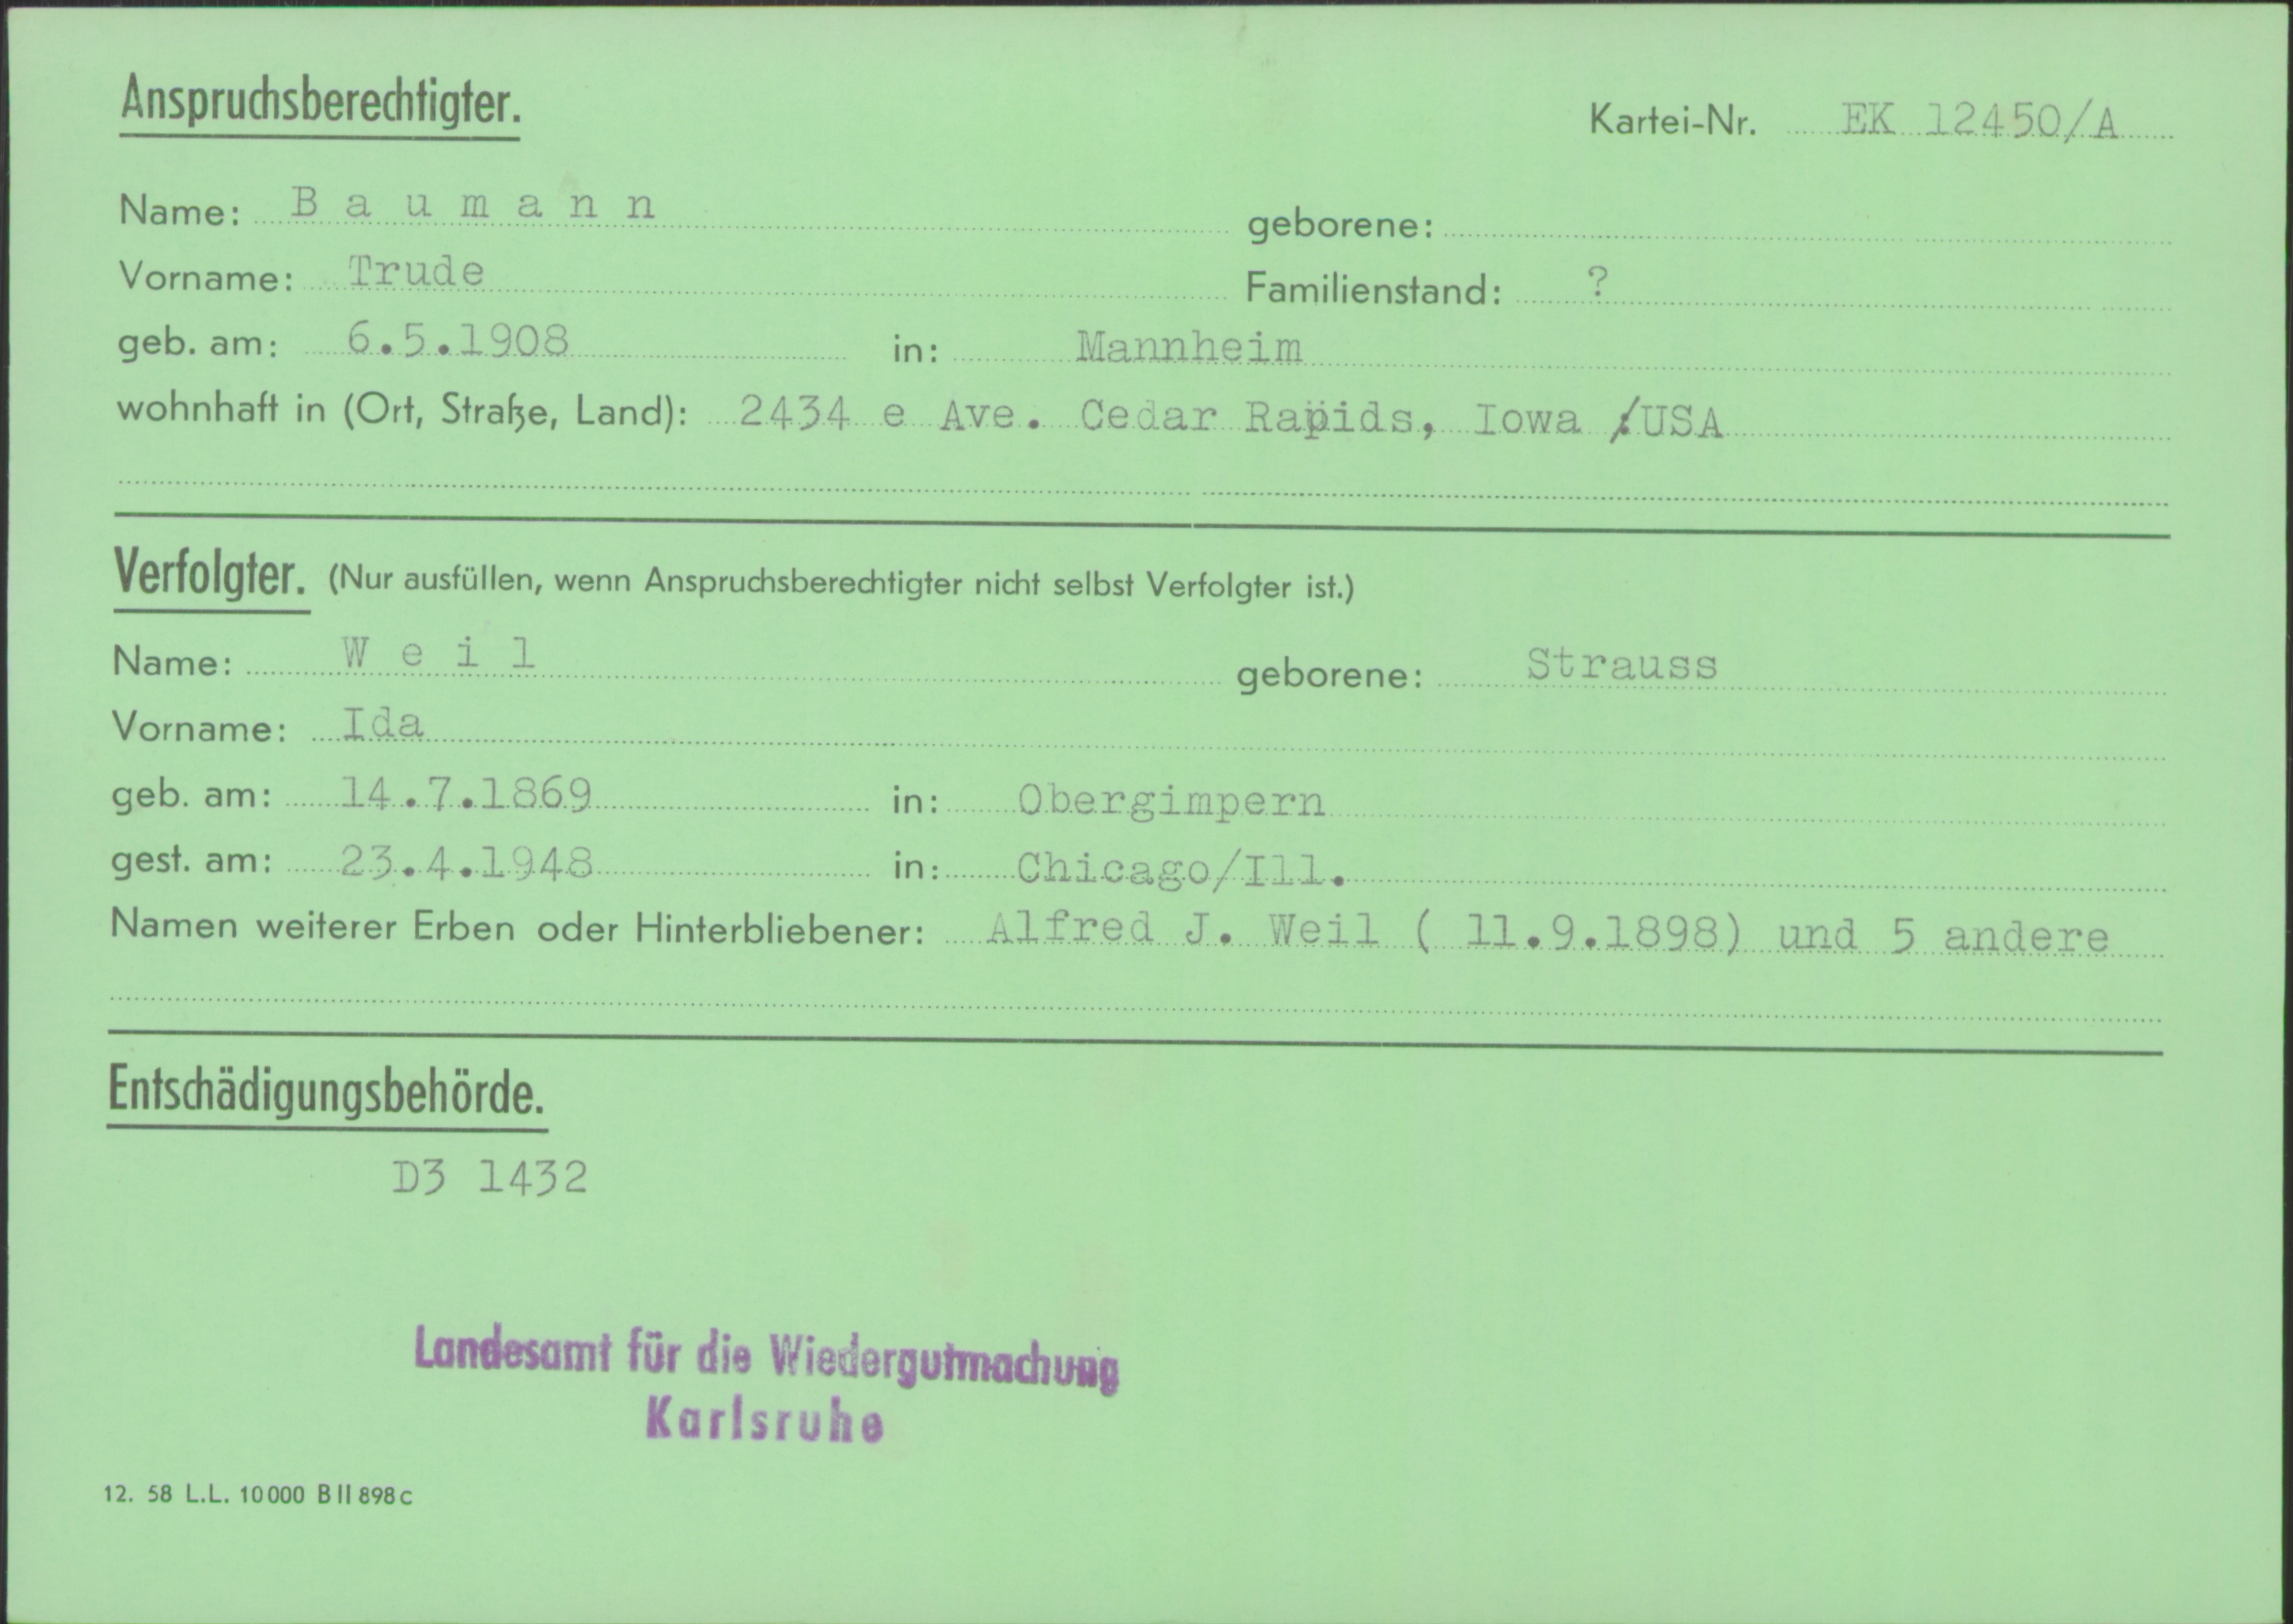 Anspruchsberechtigter.
Kartei-Nr. EK 12450/A
Name: B a u m a n n geborene:
Vorname: Trude Familienstand: ?
geb. am: 6.5.1908 in: Mannheim
wohnhaft in (Ort, Straße, Land): 2434 e Ave. Cedar Rapids, Iowa /USA
Verfolgter. (Nur ausfüllen, wenn Anspruchsberechtigter nicht selbst Verfolgter ist.)
Name: W e i l geborene: Strauss
Vorname: Ida
geb. am: 14.7.1869 in: Obergimpern
gest. am: 23.4.1948 in: Chicago/Ill.
Namen weiterer Erben oder Hinterbliebener: Alfred J. Weil ( 11.9.1898) und 5 andere
Entschädigungsbehörde.
D3 1432
Landesamt für die Wiedergutmachung
Karlsruhe
12. 58 L.L. 10000 B II 898 c